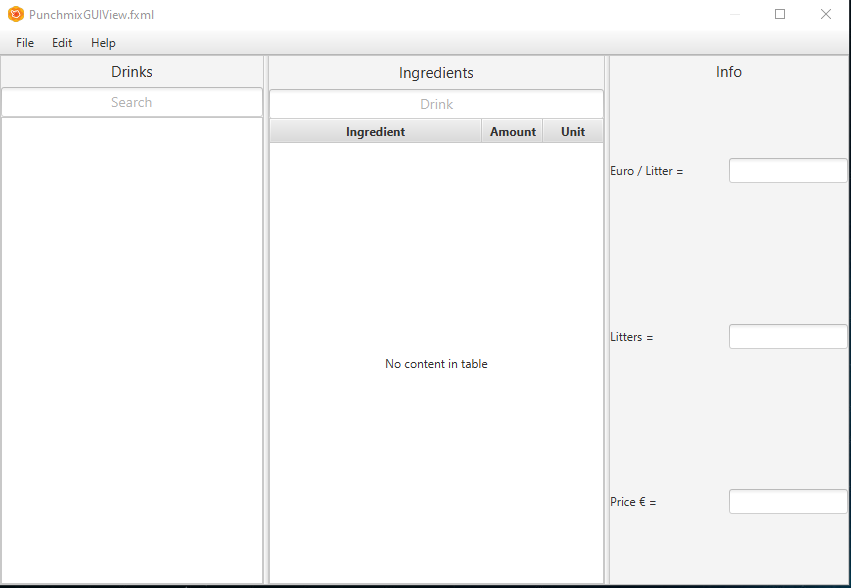 PunchmixGUIView.fxml
File Edit Help
Drinks
Search
Ingredients
Drink
Ingredient Amount Unit
No content in table
Info
Euro / Litter =
Litters =
Price € =